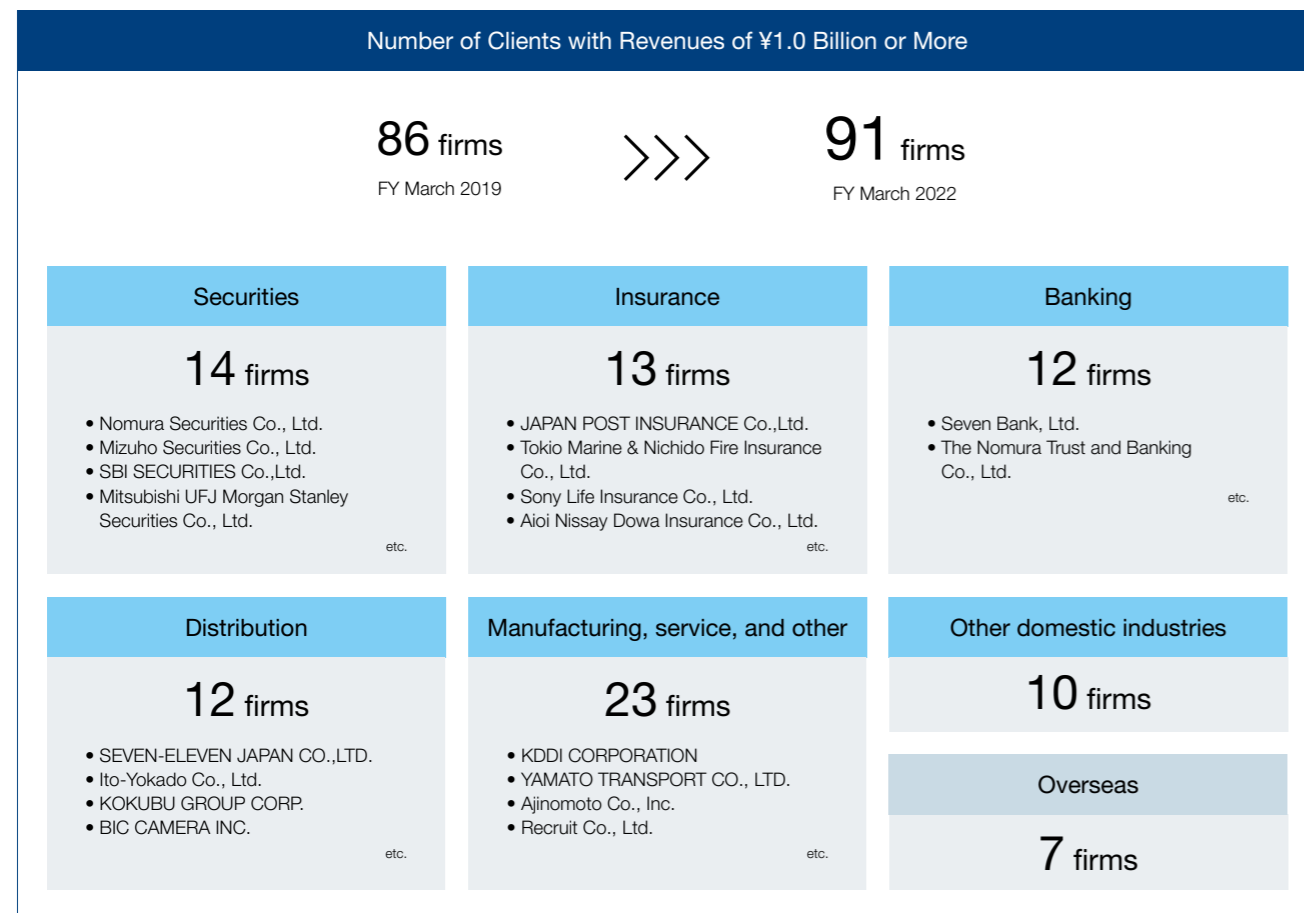 Number of Clients with Revenues of ¥1.0 Billion or More
86 firms
FY March 2019
91 firms
FY March 2022
Securities
14 firms
• Nomura Securities Co., Ltd.
• Mizuho Securities Co., Ltd.
• SBI SECURITIES Co.,Ltd.
• Mitsubishi UFJ Morgan Stanley
Securities Co., Ltd.
etc.
Insurance
13 firms
• JAPAN POST INSURANCE Co.,Ltd.
• Tokio Marine & Nichido Fire Insurance
Co., Ltd.
• Sony Life Insurance Co., Ltd.
• Aioi Nissay Dowa Insurance Co., Ltd.
etc.
Banking
12 firms
• Seven Bank, Ltd.
• The Nomura Trust and Banking
Co., Ltd.
etc.
Distribution
12 firms
• SEVEN-ELEVEN JAPAN CO.,LTD.
• Ito-Yokado Co., Ltd.
• KOKUBU GROUP CORP.
• BIC CAMERA INC.
etc.
Manufacturing, service, and other
23 firms
• KDDI CORPORATION
• YAMATO TRANSPORT CO., LTD.
• Ajinomoto Co., Inc.
• Recruit Co., Ltd.
etc.
Other domestic industries
10 firms
Overseas
7 firms